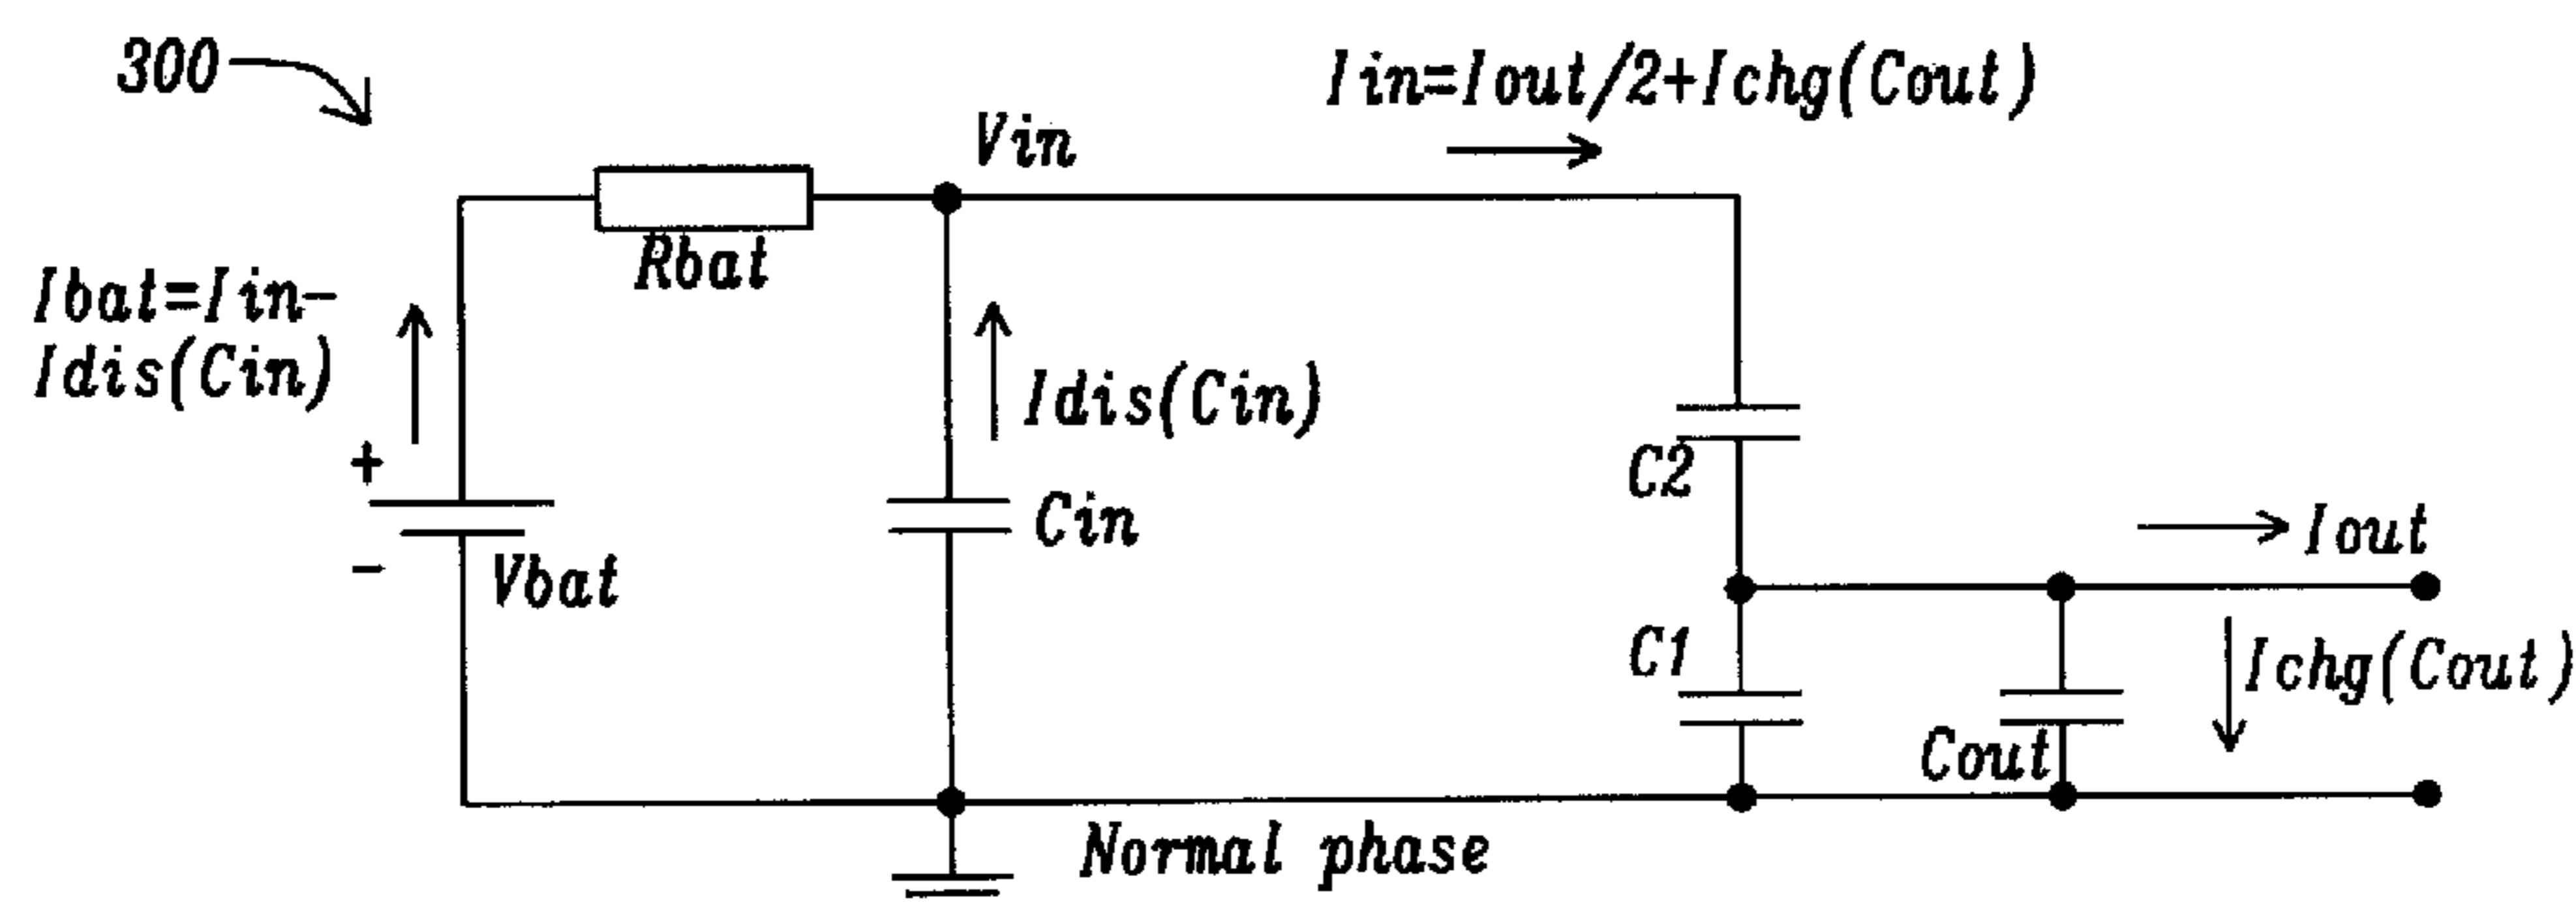 300
Iin=Iout/2+Ichg(Cout)
Vin
Rbat
Ibat=Iin-
Idis(Cin)
Idis(Cin)
+
C2
Cin
Iout
-
Vbat
C1
Ichg(Cout)
Cout
Normal phase